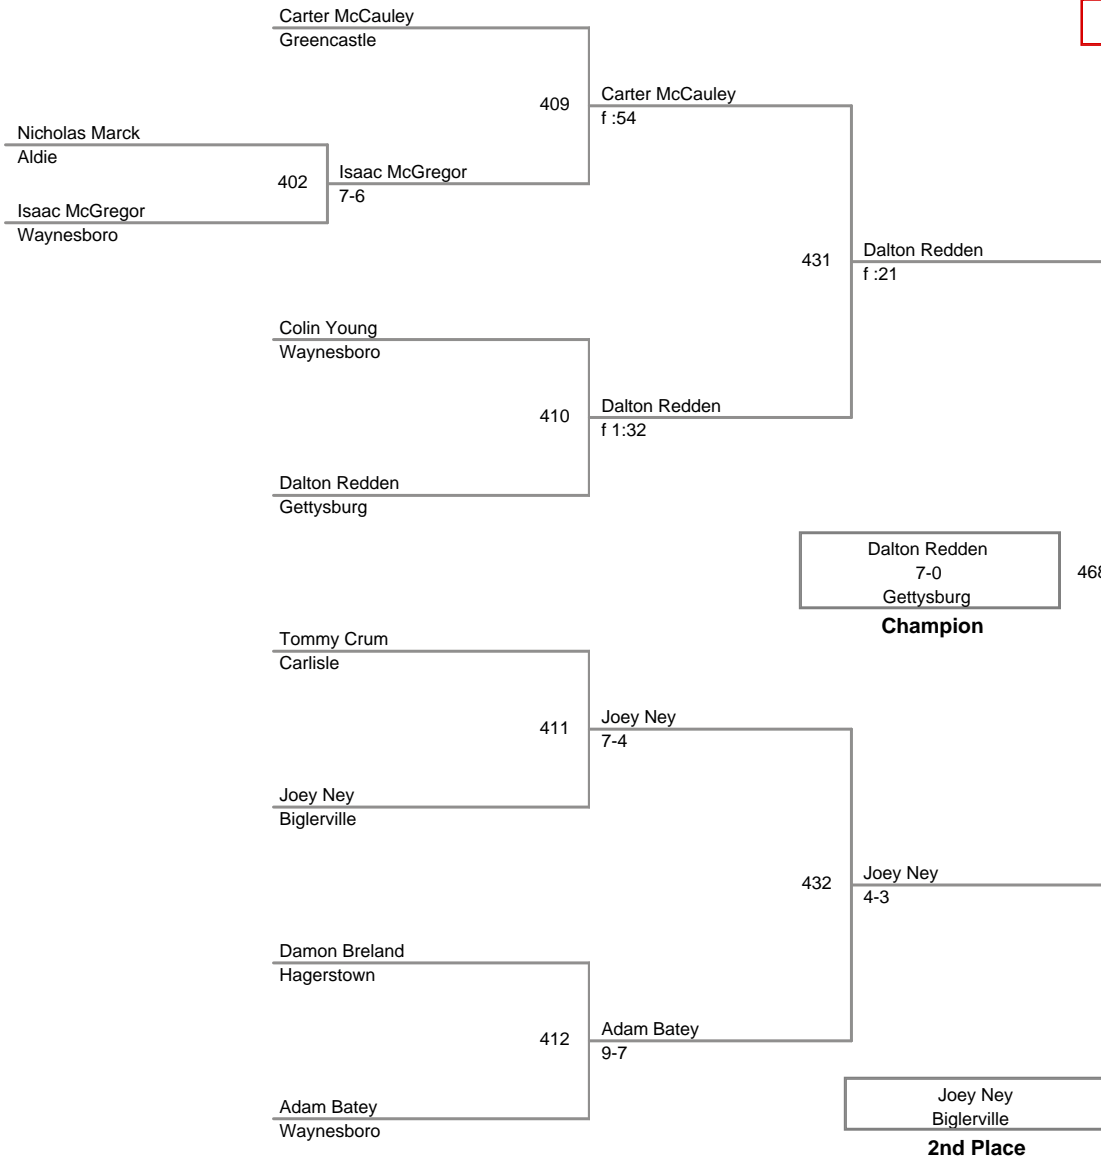 Carter McCauley
Greencastle
409
Carter McCauley
f :54
Nicholas Marck
Aldie
402
Isaac McGregor
7-6
Isaac McGregor
Waynesboro
431
Dalton Redden
f :21
Colin Young
Waynesboro
410
Dalton Redden
f 1:32
Dalton Redden
Gettysburg
Dalton Redden
7-0
Gettysburg
468
Champion
Tommy Crum
Carlisle
411
Joey Ney
7-4
Joey Ney
Biglerville
432
Joey Ney
4-3
Damon Breland
Hagerstown
412
Adam Batey
9-7
Adam Batey
Waynesboro
Joey Ney
Biglerville
2nd Place